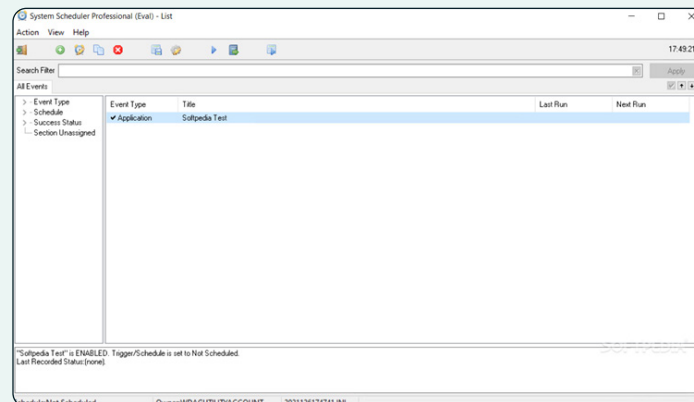 System Scheduler Professional (Eval) - List
Action View Help
17:49:21
Search Filter
Apply
All Events
Event Type
Schedule
Success Status
Section Unassigned
Event Type Title Last Run Next Run
Application Softpedia Test
"Softpedia Test" is ENABLED. Trigger/Schedule is set to Not Scheduled.
Last Recorded Status:(none).